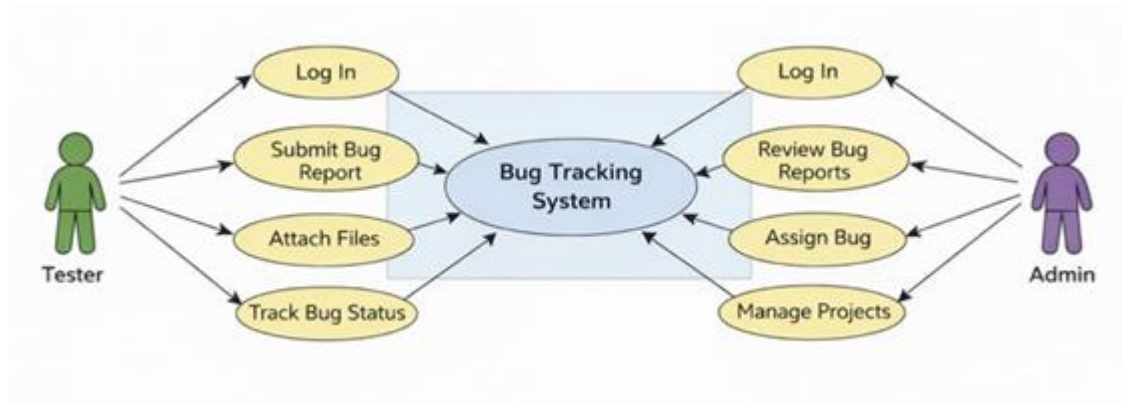 Log In
Submit Bug
Report
Attach Files
Track Bug Status
Tester
Bug Tracking
System
Log In
Review Bug
Reports
Assign Bug
Manage Projects
Admin